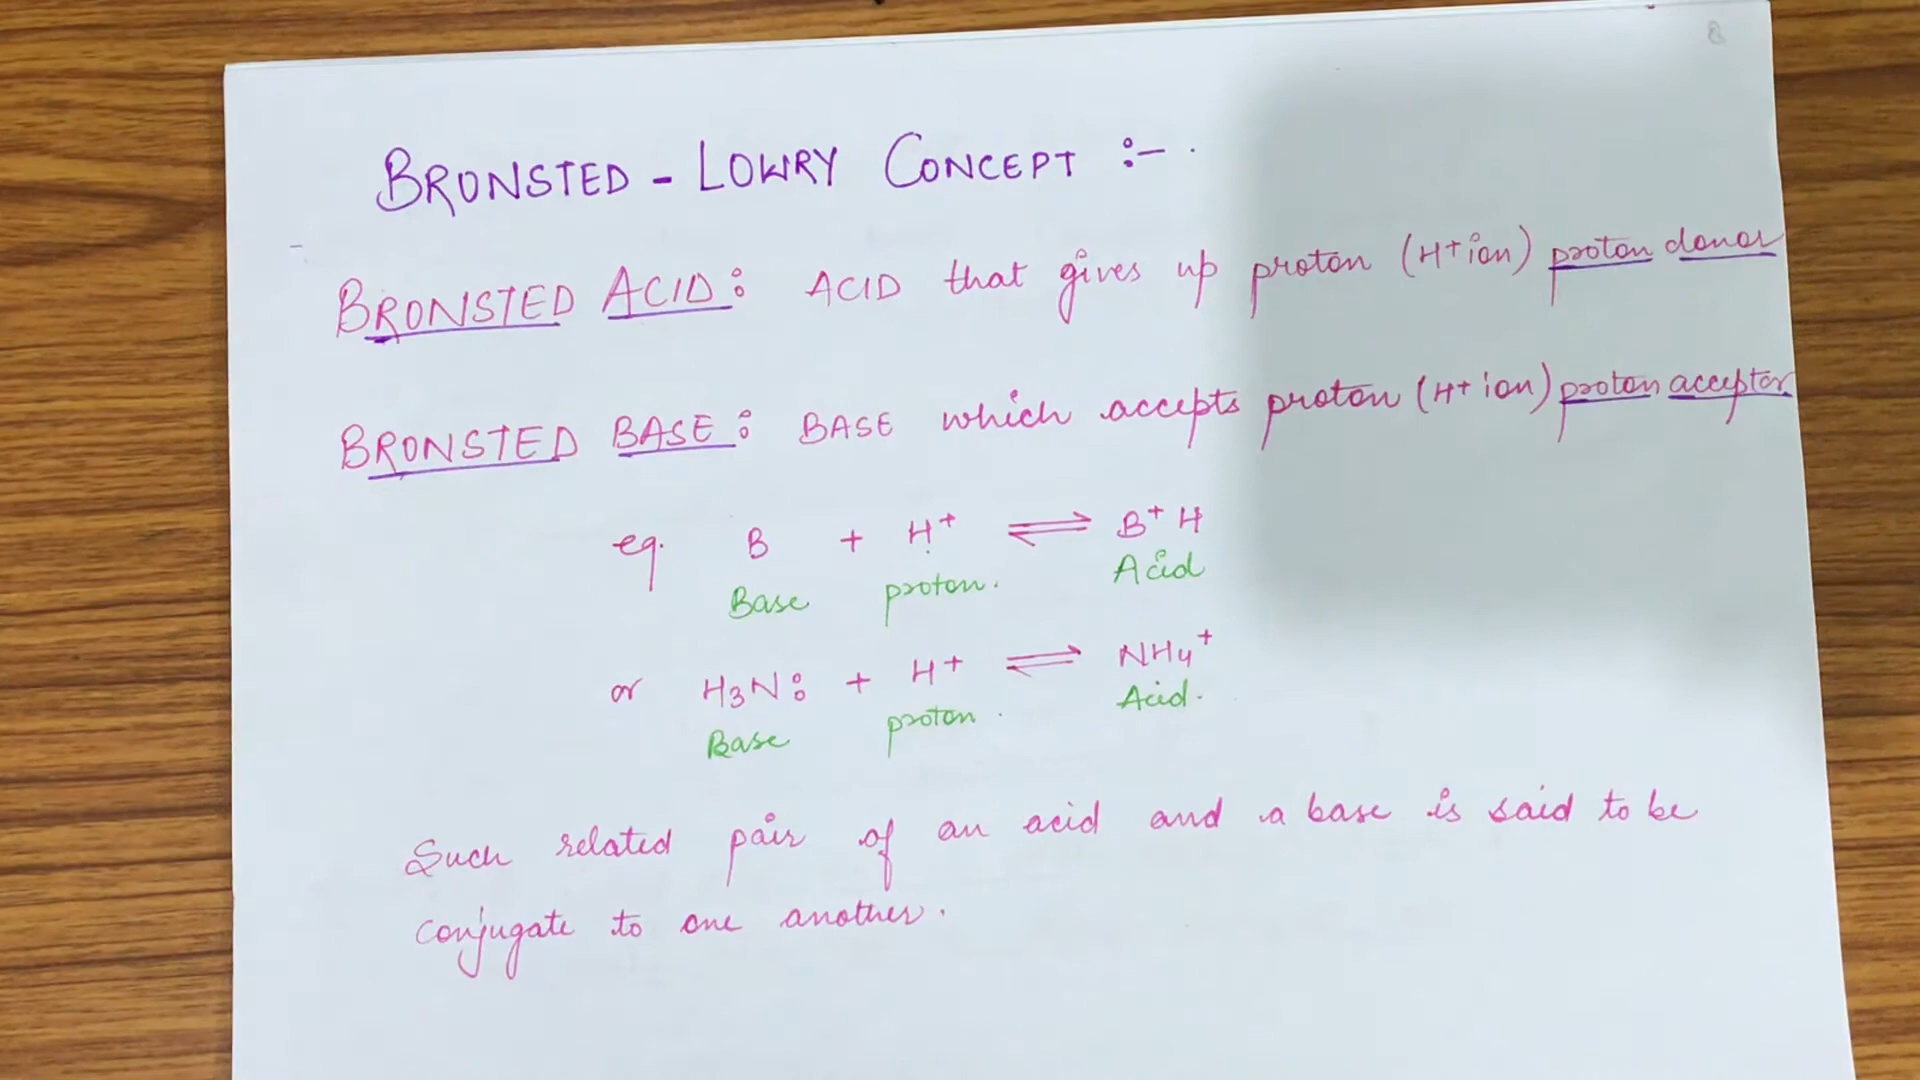 8
BRONSTED - LOWRY CONCEPT :- .
BRONSTED ACID: ACID that gives up proton (H+ion) proton donor
BRONSTED BASE: BASE which accepts proton (H+ ion) proton acceptor
eg. B + H+ ⇌ B+ H
Base proton. Acid
or H3N: + H+ ⇌ NH4+
Base proton. Acid.
Such related pair of an acid and a base is said to be
conjugate to one another.